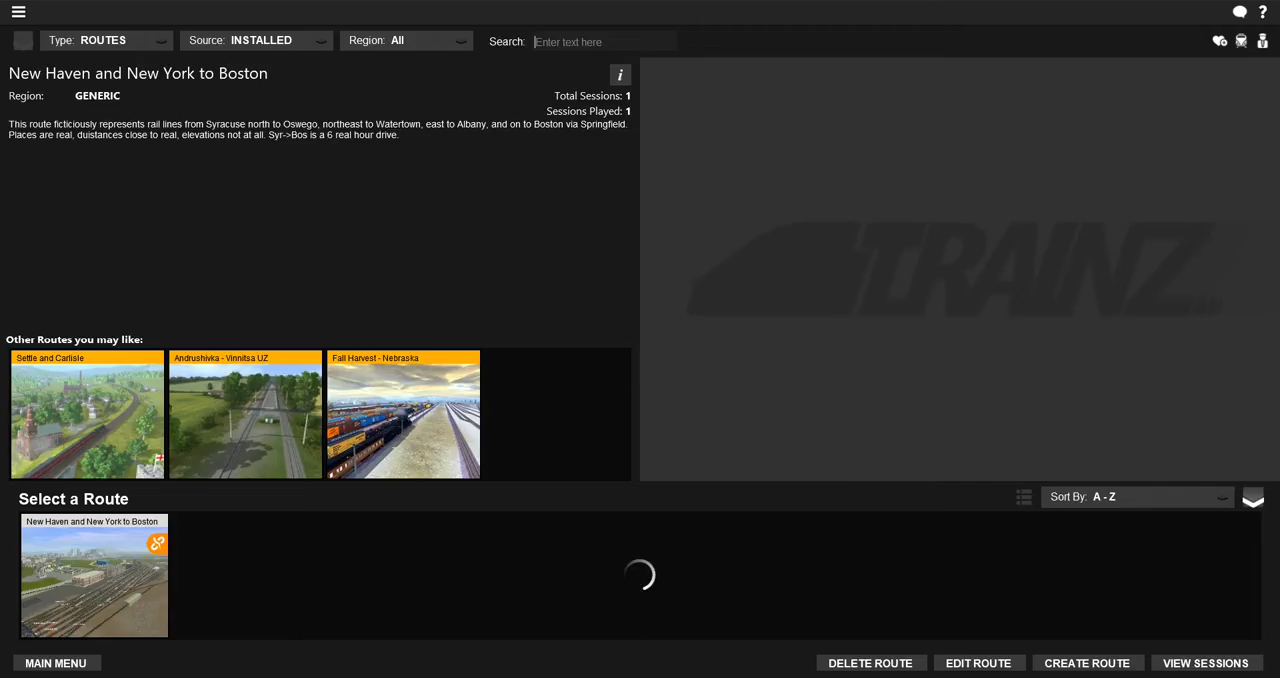 Type: ROUTES
Source: INSTALLED
Region: All
Search: Enter text here
New Haven and New York to Boston
i
Region: GENERIC
Total Sessions: 1
Sessions Played: 1
This route ficticiously represents rail lines from Syracuse north to Oswego, northeast to Watertown, east to Albany, and on to Boston via Springfield.
Places are real, duistances close to real, elevations not at all. Syr->Bos is a 6 real hour drive.
TRAINZ
Other Routes you may like:
Settle and Carlisle
Andrushivka - Vinnitsa UZ
Fall Harvest - Nebraska
Select a Route
Sort By: A - Z
New Haven and New York to Boston
MAIN MENU
DELETE ROUTE
EDIT ROUTE
CREATE ROUTE
VIEW SESSIONS